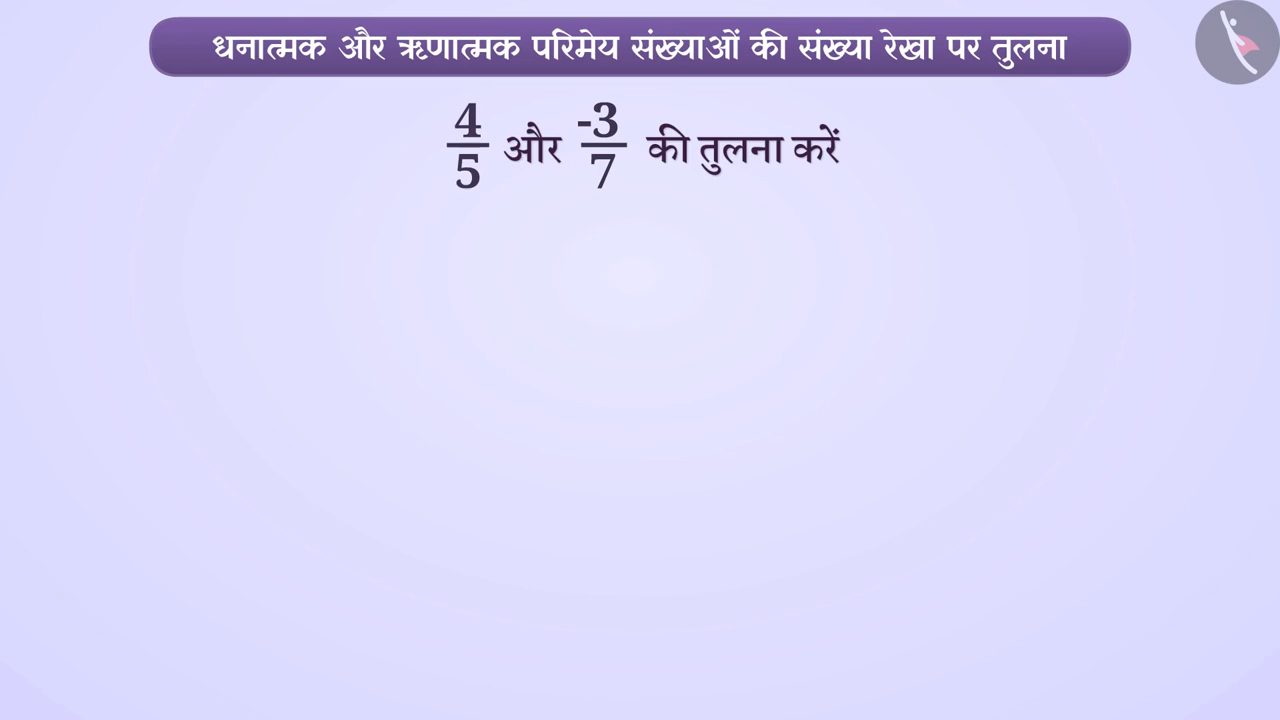 धनात्मक और ऋणात्मक परिमेय संख्याओं की संख्या रेखा पर तुलना
4/5 और -3/7 की तुलना करें